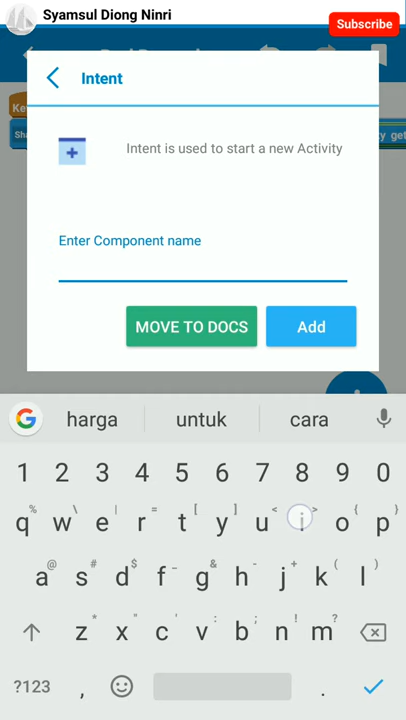 Syamsul Diong Ninri
Subscribe
Intent
Intent is used to start a new Activity
Enter Component name
MOVE TO DOCS
Add
harga
untuk
cara
1 2 3 4 5 6 7 8 9 0
% \ | = [ ] < > { }
q w e r t y u i o p
@ # $ _ & - + ( )
a s d f g h j k l
* " ' : ; ! ?
z x c v b n m
?123 , .